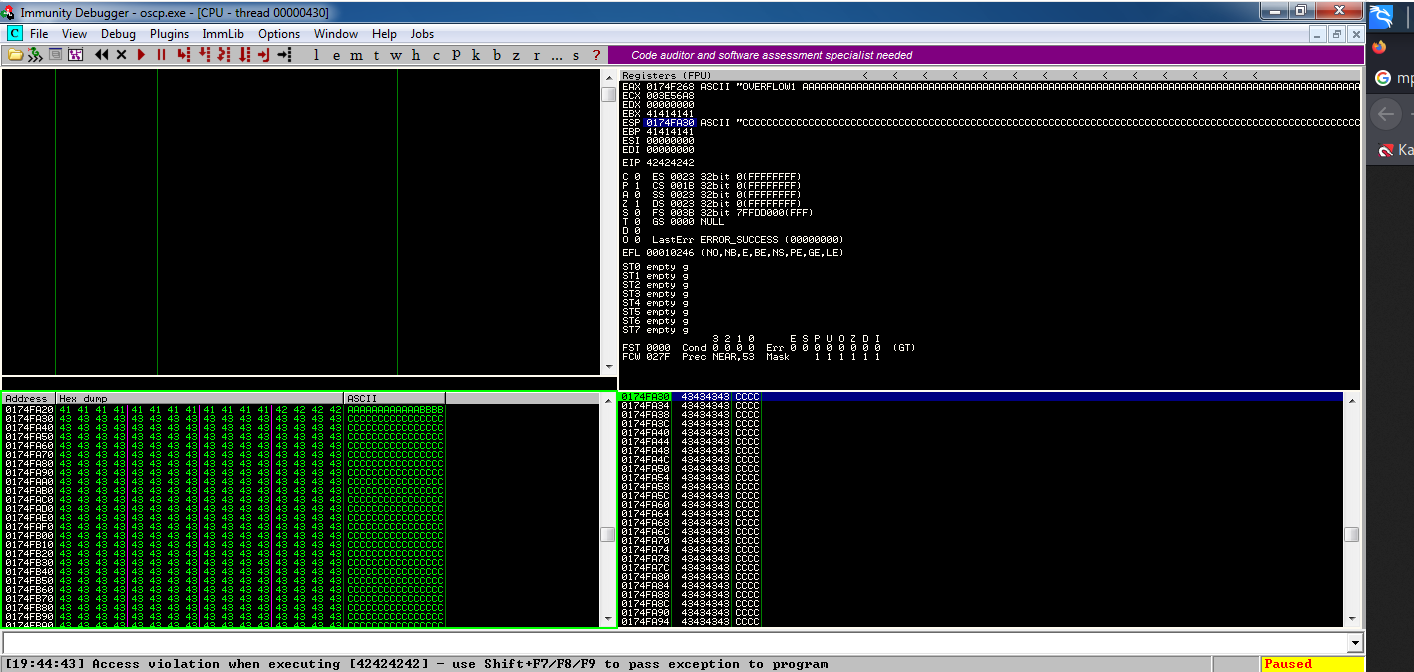 Immunity Debugger - oscp.exe - [CPU - thread 00000430]
C File View Debug Plugins ImmLib Options Window Help Jobs
l e m t w h c P k b z r ... s ?
Code auditor and software assessment specialist needed
Registers (FPU) < < < < < < < < < < < < < <
EAX 0174F268 ASCII "OVERFLOW1
ECX 003E56A8
EDX 00000000
EBX 41414141
ESP 0174FA30 ASCII
EBP 41414141
ESI 00000000
EDI 00000000
EIP 42424242
C 0 ES 0023 32bit 0(FFFFFFFF)
P 1 CS 001B 32bit 0(FFFFFFFF)
A 0 SS 0023 32bit 0(FFFFFFFF)
Z 1 DS 0023 32bit 0(FFFFFFFF)
S 0 FS 003B 32bit 7FFDD000(FFF)
T 0 GS 0000 NULL
D 0
O 0 LastErr ERROR_SUCCESS (00000000)
EFL 00010246 (NO,NB,E,BE,NS,PE,GE,LE)
ST0 empty g
ST1 empty g
ST2 empty g
ST3 empty g
ST4 empty g
ST5 empty g
ST6 empty g
ST7 empty g
3 2 1 0 E S P U O Z D I
FST 0000 Cond 0 0 0 0 Err 0 0 0 0 0 0 0 0 (GT)
FCW 027F Prec NEAR,53 Mask 1 1 1 1 1 1
Address Hex dump ASCII
0174FA20 41 41 41 41 41 41 41 41 41 41 41 41 42 42 42 42 AAAAAAAAAAAABBBB
0174FA30 43 43 43 43 43 43 43 43 43 43 43 43 43 43 43 43 CCCCCCCCCCCCCCCC
0174FA40 43 43 43 43 43 43 43 43 43 43 43 43 43 43 43 43 CCCCCCCCCCCCCCCC
0174FA50 43 43 43 43 43 43 43 43 43 43 43 43 43 43 43 43 CCCCCCCCCCCCCCCC
0174FA60 43 43 43 43 43 43 43 43 43 43 43 43 43 43 43 43 CCCCCCCCCCCCCCCC
0174FA70 43 43 43 43 43 43 43 43 43 43 43 43 43 43 43 43 CCCCCCCCCCCCCCCC
0174FA80 43 43 43 43 43 43 43 43 43 43 43 43 43 43 43 43 CCCCCCCCCCCCCCCC
0174FA90 43 43 43 43 43 43 43 43 43 43 43 43 43 43 43 43 CCCCCCCCCCCCCCCC
0174FAA0 43 43 43 43 43 43 43 43 43 43 43 43 43 43 43 43 CCCCCCCCCCCCCCCC
0174FAB0 43 43 43 43 43 43 43 43 43 43 43 43 43 43 43 43 CCCCCCCCCCCCCCCC
0174FAC0 43 43 43 43 43 43 43 43 43 43 43 43 43 43 43 43 CCCCCCCCCCCCCCCC
0174FAD0 43 43 43 43 43 43 43 43 43 43 43 43 43 43 43 43 CCCCCCCCCCCCCCCC
0174FAE0 43 43 43 43 43 43 43 43 43 43 43 43 43 43 43 43 CCCCCCCCCCCCCCCC
0174FAF0 43 43 43 43 43 43 43 43 43 43 43 43 43 43 43 43 CCCCCCCCCCCCCCCC
0174FB00 43 43 43 43 43 43 43 43 43 43 43 43 43 43 43 43 CCCCCCCCCCCCCCCC
0174FB10 43 43 43 43 43 43 43 43 43 43 43 43 43 43 43 43 CCCCCCCCCCCCCCCC
0174FB20 43 43 43 43 43 43 43 43 43 43 43 43 43 43 43 43 CCCCCCCCCCCCCCCC
0174FB30 43 43 43 43 43 43 43 43 43 43 43 43 43 43 43 43 CCCCCCCCCCCCCCCC
0174FB40 43 43 43 43 43 43 43 43 43 43 43 43 43 43 43 43 CCCCCCCCCCCCCCCC
0174FB50 43 43 43 43 43 43 43 43 43 43 43 43 43 43 43 43 CCCCCCCCCCCCCCCC
0174FB60 43 43 43 43 43 43 43 43 43 43 43 43 43 43 43 43 CCCCCCCCCCCCCCCC
0174FB70 43 43 43 43 43 43 43 43 43 43 43 43 43 43 43 43 CCCCCCCCCCCCCCCC
0174FB80 43 43 43 43 43 43 43 43 43 43 43 43 43 43 43 43 CCCCCCCCCCCCCCCC
0174FB90 43 43 43 43 43 43 43 43 43 43 43 43 43 43 43 43 CCCCCCCCCCCCCCCC
0174FBA0 43 43 43 43 43 43 43 43 43 43 43 43 43 43 43 43 CCCCCCCCCCCCCCCC
0174FA30 43434343 CCCC
0174FA34 43434343 CCCC
0174FA38 43434343 CCCC
0174FA3C 43434343 CCCC
0174FA40 43434343 CCCC
0174FA44 43434343 CCCC
0174FA48 43434343 CCCC
0174FA4C 43434343 CCCC
0174FA50 43434343 CCCC
0174FA54 43434343 CCCC
0174FA58 43434343 CCCC
0174FA5C 43434343 CCCC
0174FA60 43434343 CCCC
0174FA64 43434343 CCCC
0174FA68 43434343 CCCC
0174FA6C 43434343 CCCC
0174FA70 43434343 CCCC
0174FA74 43434343 CCCC
0174FA78 43434343 CCCC
0174FA7C 43434343 CCCC
0174FA80 43434343 CCCC
0174FA84 43434343 CCCC
0174FA88 43434343 CCCC
0174FA8C 43434343 CCCC
0174FA90 43434343 CCCC
0174FA94 43434343 CCCC
[19:44:43] Access violation when executing [42424242] - use Shift+F7/F8/F9 to pass exception to program
Paused
mp
Ka